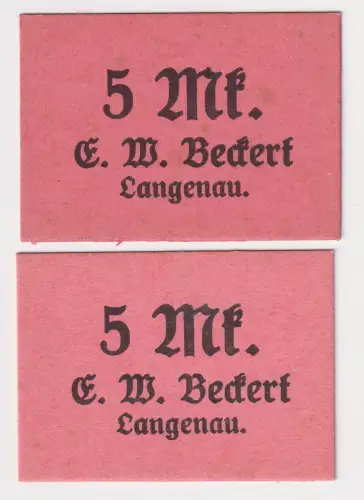 5 Mk.
E. W. Beckert
Langenau.
5 Mk.
E. W. Beckert
Langenau.